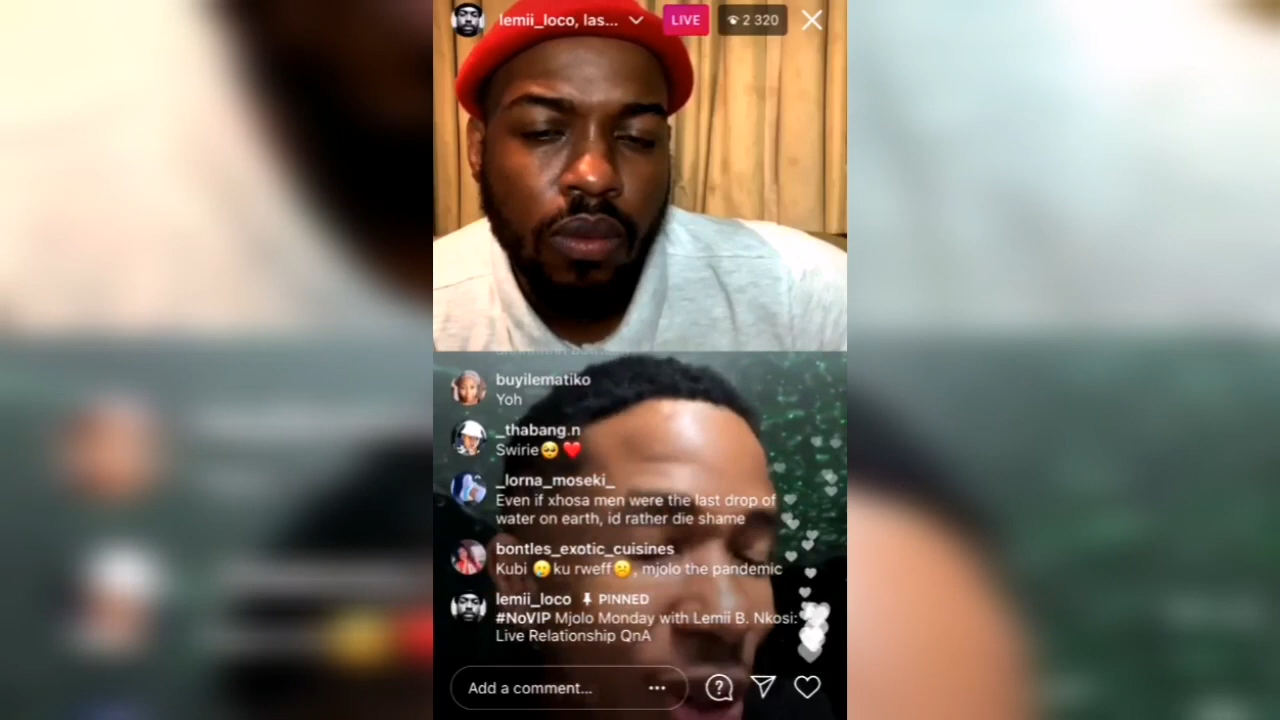 lemii_loco, las...
LIVE
2 320
buyilematiko
Yoh
_thabang.n
Swirie🥺❤️
_lorna_moseki_
Even if xhosa men were the last drop of
water on earth, id rather die shame
bontles_exotic_cuisines
Kubi 🥲ku rweff😕, mjolo the pandemic
lemii_loco PINNED
#NoVIP Mjolo Monday with Lemii B. Nkosi:
Live Relationship QnA
Add a comment...